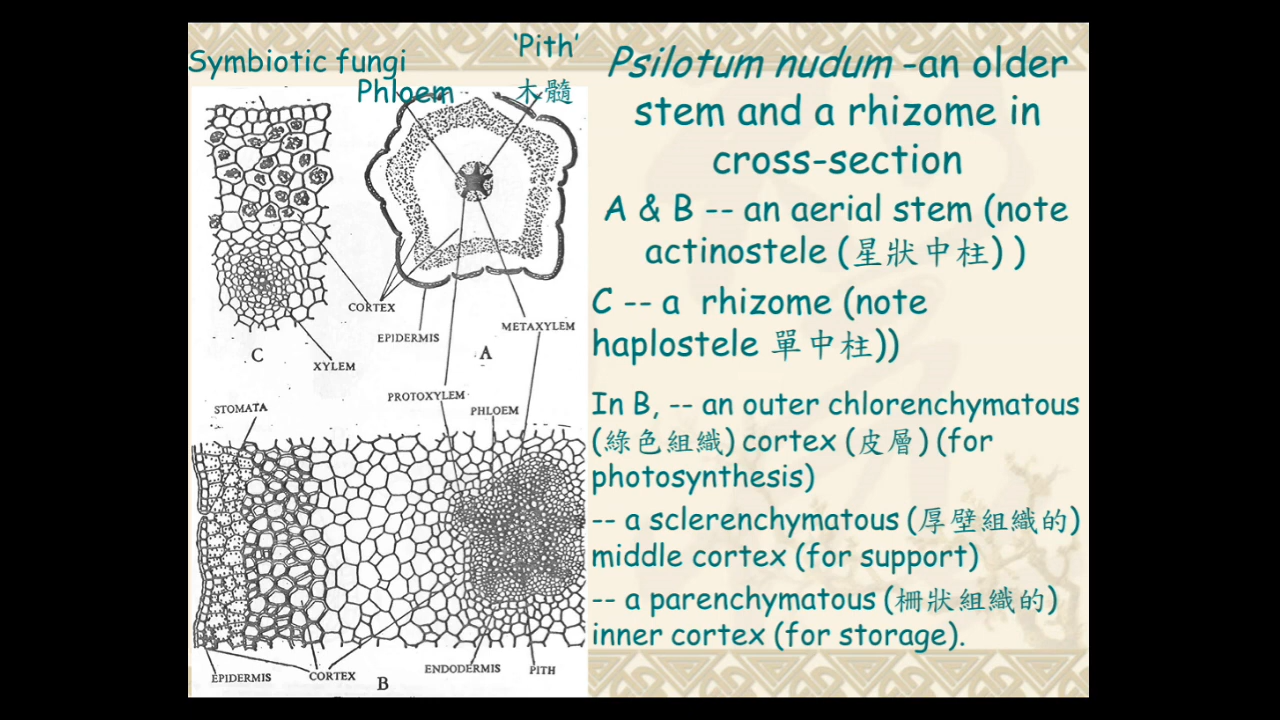 Symbiotic fungi
'Pith'
Phloem
木髓
CORTEX
EPIDERMIS
METAXYLEM
C
A
XYLEM
PROTOXYLEM
STOMATA
PHLOEM
EPIDERMIS
CORTEX
ENDODERMIS
PITH
B
Psilotum nudum -an older
stem and a rhizome in
cross-section
A & B -- an aerial stem (note
actinostele (星狀中柱) )
C -- a rhizome (note
haplostele 單中柱))
In B, -- an outer chlorenchymatous
(綠色組織) cortex (皮層) (for
photosynthesis)
-- a sclerenchymatous (厚壁組織的)
middle cortex (for support)
-- a parenchymatous (柵狀組織的)
inner cortex (for storage).